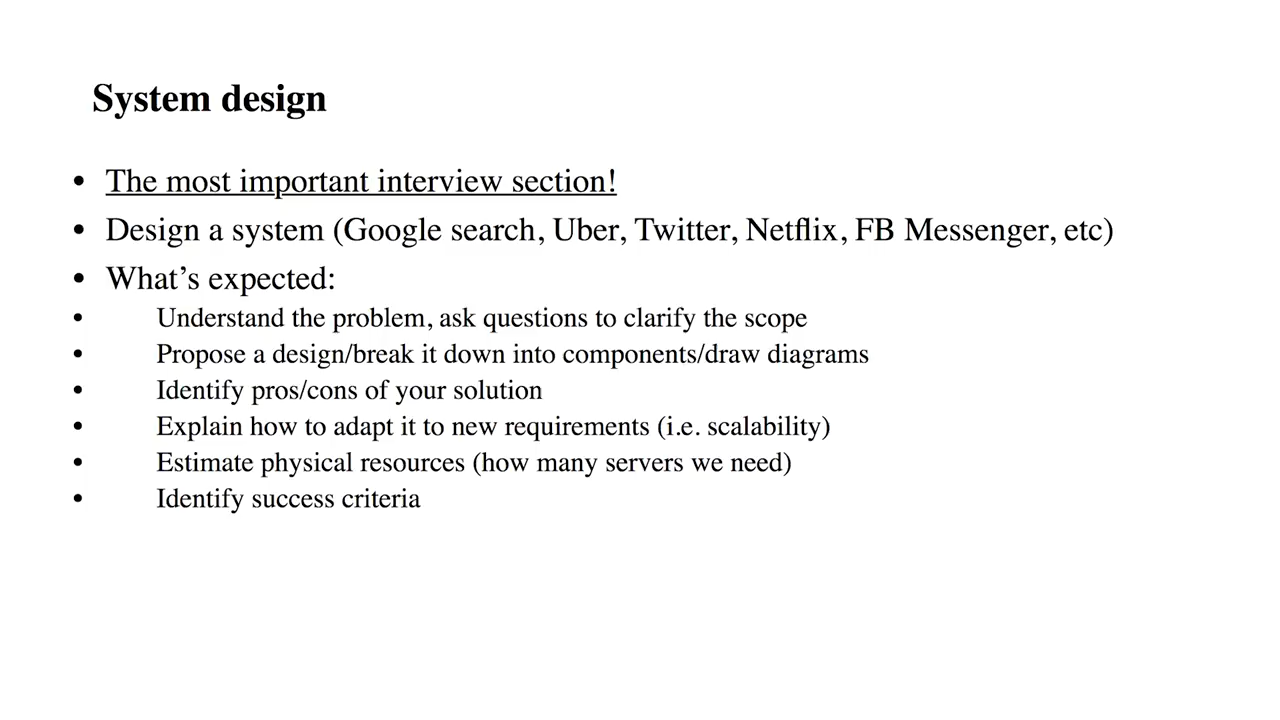 System design
• The most important interview section!
• Design a system (Google search, Uber, Twitter, Netflix, FB Messenger, etc)
• What’s expected:
• Understand the problem, ask questions to clarify the scope
• Propose a design/break it down into components/draw diagrams
• Identify pros/cons of your solution
• Explain how to adapt it to new requirements (i.e. scalability)
• Estimate physical resources (how many servers we need)
• Identify success criteria